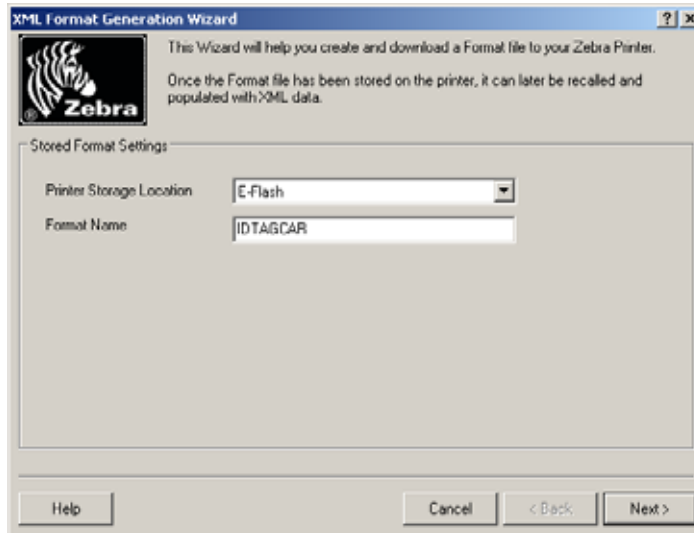 XML Format Generation Wizard
This Wizard will help you create and download a Format file to your Zebra Printer.
Once the Format file has been stored on the printer, it can later be recalled and
populated with XML data.
Zebra
Stored Format Settings
Printer Storage Location
E-Flash
Format Name
IDTAGCAR
Help
Cancel
< Back
Next >